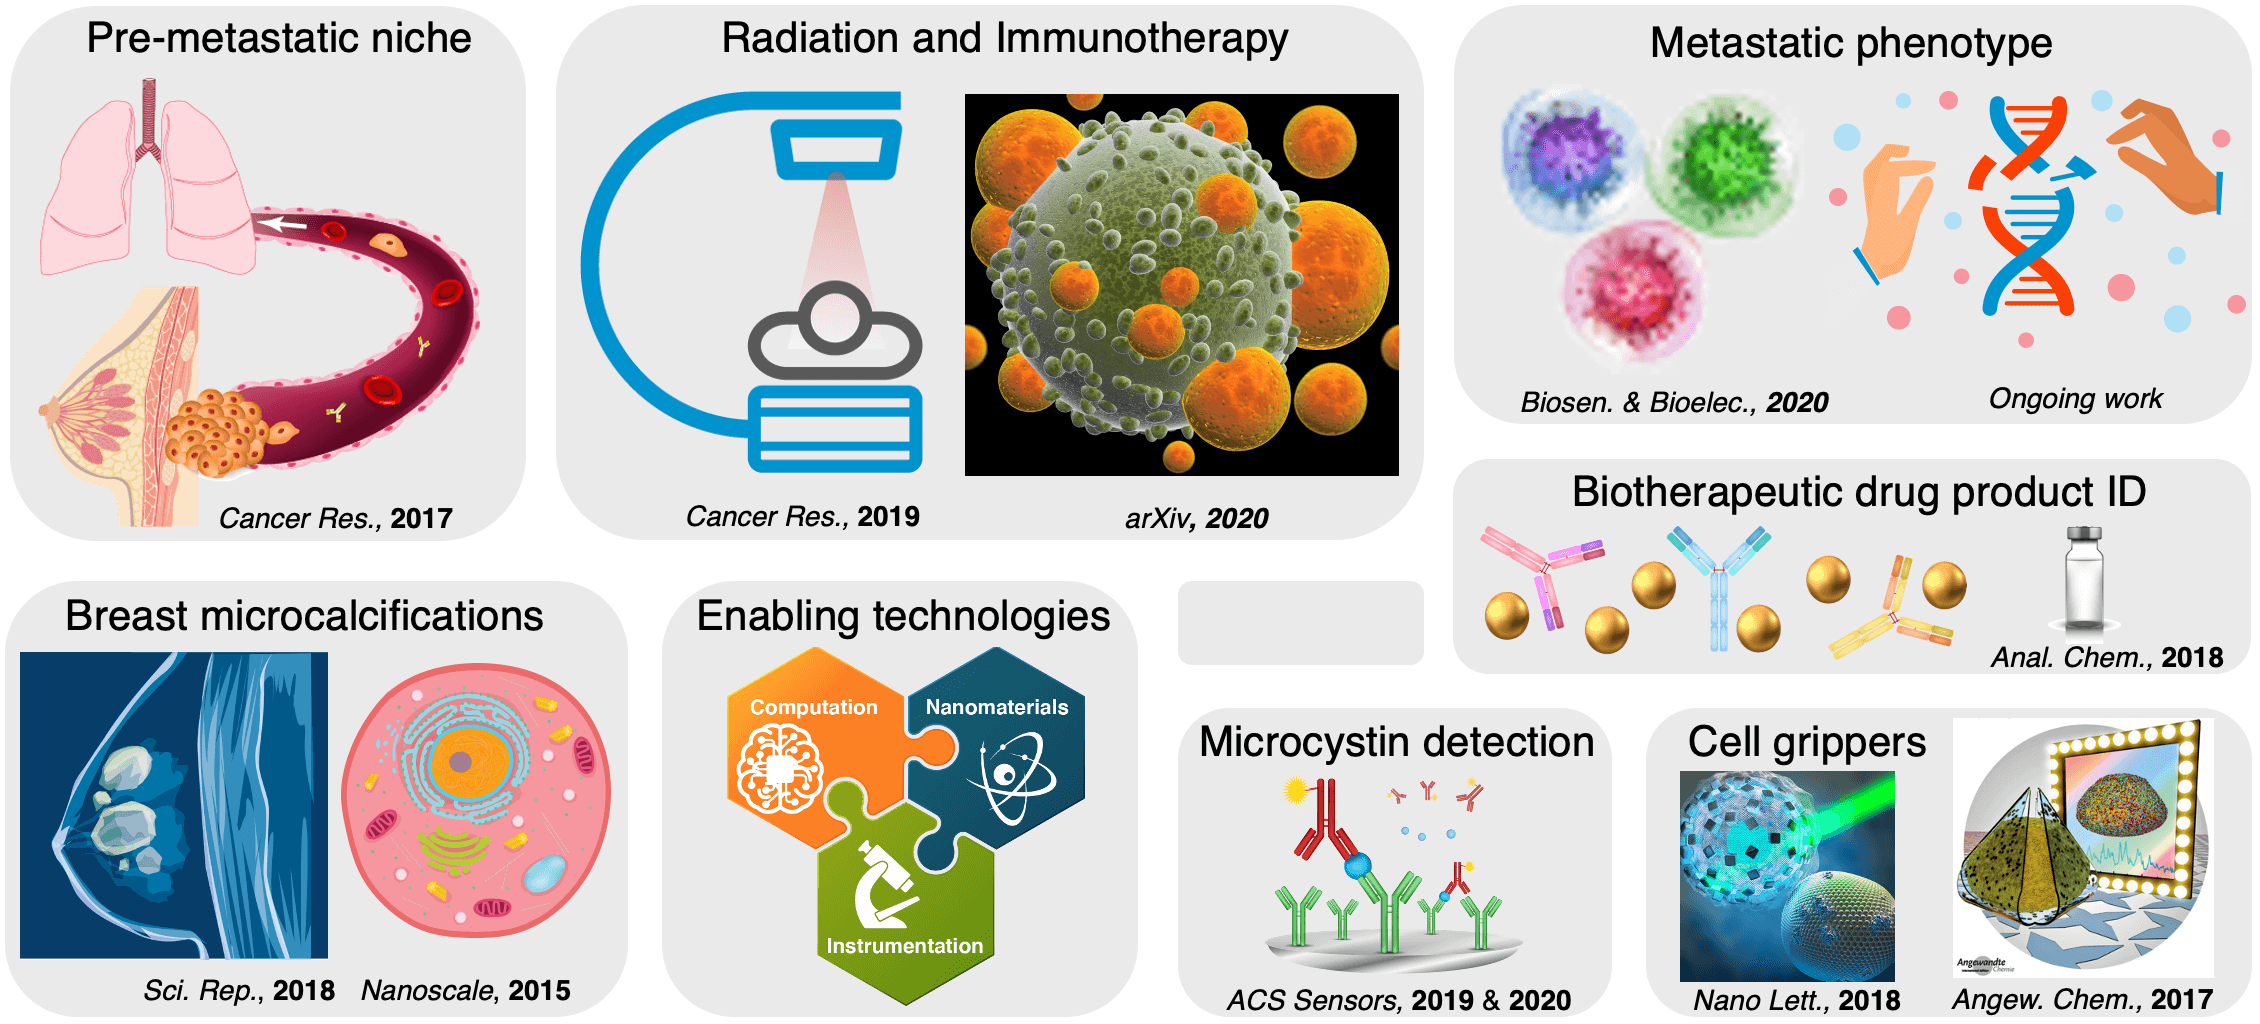 Pre-metastatic niche
Cancer Res., 2017
Radiation and Immunotherapy
Cancer Res., 2019
arXiv, 2020
Metastatic phenotype
Biosen. & Bioelec., 2020
Ongoing work
Biotherapeutic drug product ID
Anal. Chem., 2018
Breast microcalcifications
Sci. Rep., 2018
Nanoscale, 2015
Enabling technologies
Computation
Nanomaterials
Instrumentation
Microcystin detection
ACS Sensors, 2019 & 2020
Cell grippers
Nano Lett., 2018
Angewandte
Chemie
Angew. Chem., 2017